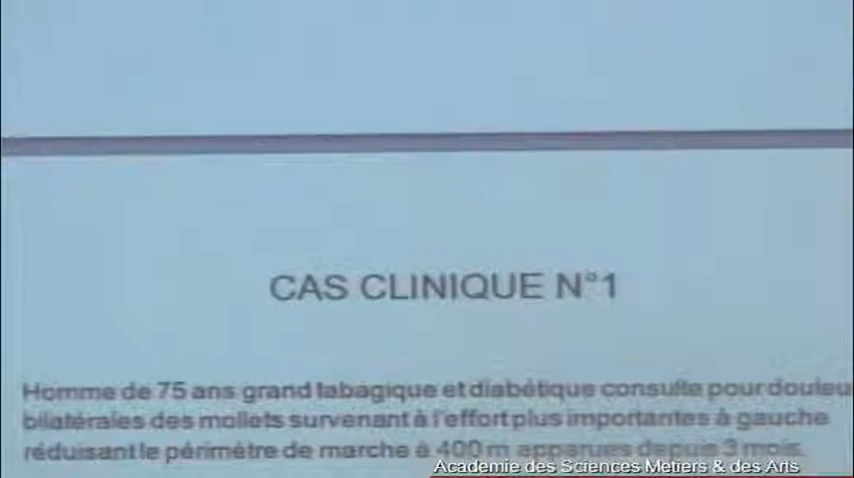 CAS CLINIQUE N°1
Homme de 75 ans grand tabagique et diabétique consulte pour douleu
bilatérales des mollets survenant à l'effort plus importantes à gauche
réduisant le périmètre de marche à 400 m apparues depuis 3 mois.
Academie des Sciences Metiers & des Arts